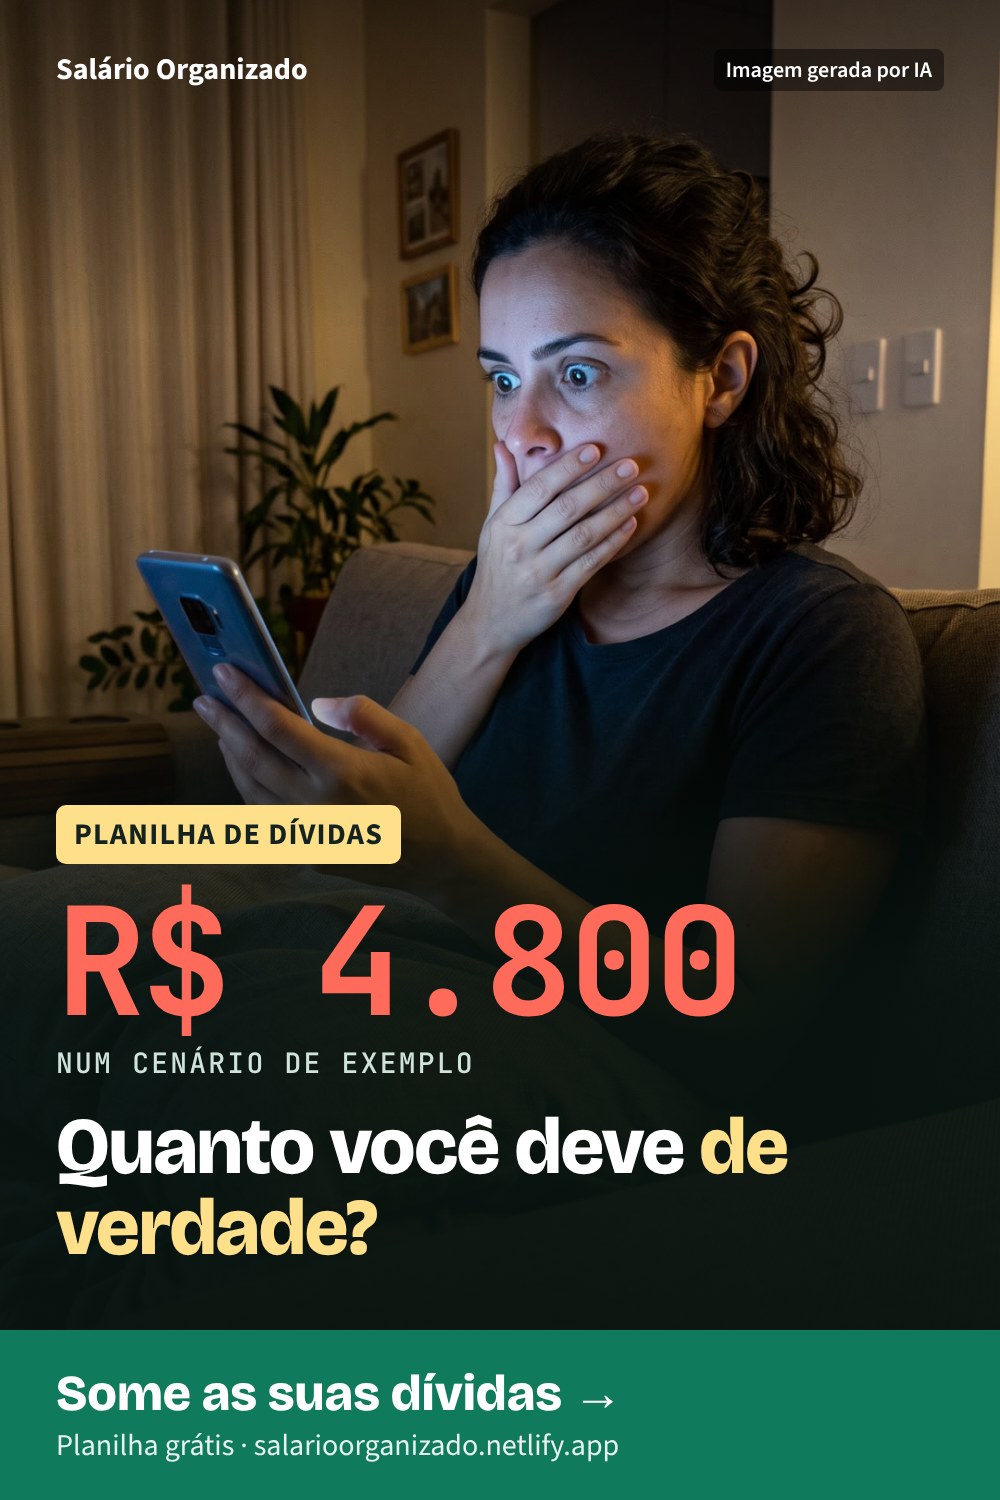 Salário Organizado
Imagem gerada por IA
PLANILHA DE DÍVIDAS
R$ 4.800
NUM CENÁRIO DE EXEMPLO
Quanto você deve de
verdade?
Some as suas dívidas →
Planilha grátis · salarioorganizado.netlify.app